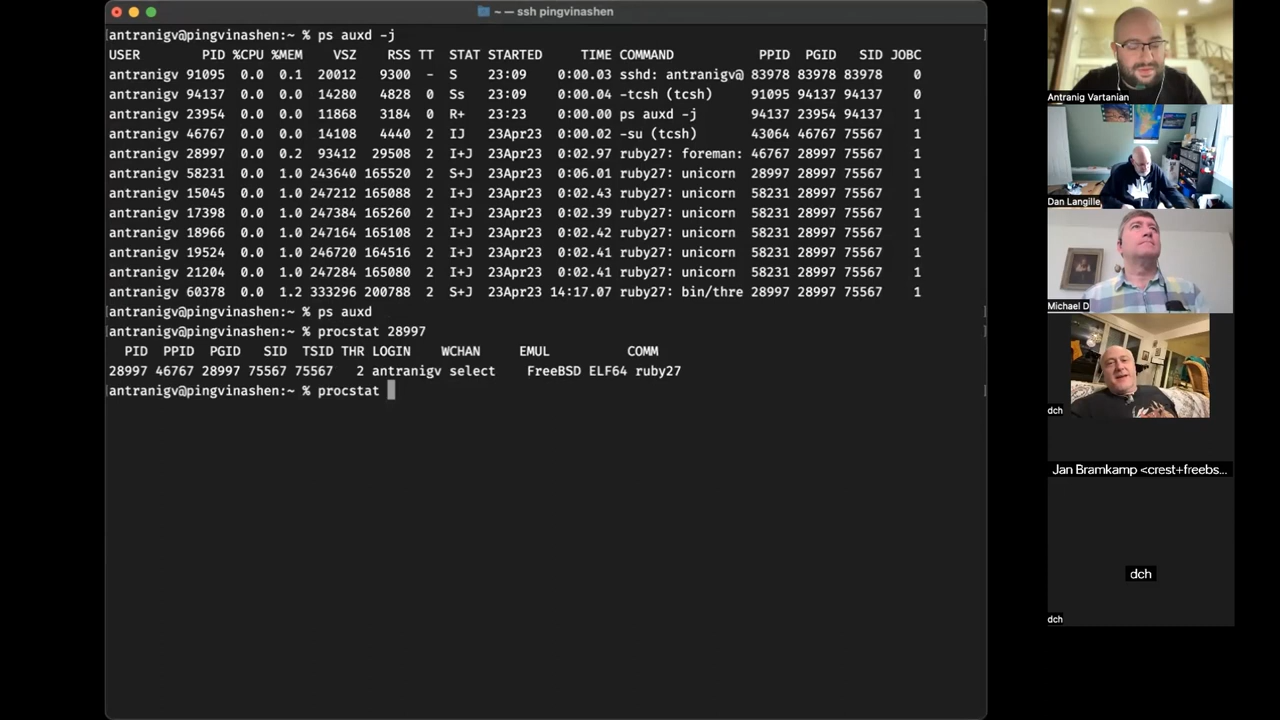 ~ — ssh pingvinashen
antranigv@pingvinashen:~ % ps auxd -j
USER PID %CPU %MEM VSZ RSS TT STAT STARTED TIME COMMAND PPID PGID SID JOBC
antranigv 91095 0.0 0.1 20012 9300 - S 23:09 0:00.03 sshd: antranigv@ 83978 83978 83978 0
antranigv 94137 0.0 0.0 14280 4828 0 Ss 23:09 0:00.04 -tcsh (tcsh) 91095 94137 94137 0
antranigv 23954 0.0 0.0 11868 3188 0 R+ 23:23 0:00.00 ps auxd -j 94137 23954 94137 1
antranigv 46767 0.0 0.0 14108 4440 2 IJ 23Apr23 0:00.02 -su (tcsh) 43064 46767 75567 1
antranigv 28997 0.0 0.2 93412 29508 2 I+J 23Apr23 0:02.97 ruby27: foreman: 46767 28997 75567 1
antranigv 58231 0.0 1.0 243640 165520 2 S+J 23Apr23 0:06.01 ruby27: unicorn 28997 28997 75567 1
antranigv 15045 0.0 1.0 247212 165088 2 I+J 23Apr23 0:02.43 ruby27: unicorn 58231 28997 75567 1
antranigv 17398 0.0 1.0 247384 165260 2 I+J 23Apr23 0:02.39 ruby27: unicorn 58231 28997 75567 1
antranigv 18966 0.0 1.0 247164 165108 2 I+J 23Apr23 0:02.42 ruby27: unicorn 58231 28997 75567 1
antranigv 19524 0.0 1.0 246720 164516 2 I+J 23Apr23 0:02.41 ruby27: unicorn 58231 28997 75567 1
antranigv 21204 0.0 1.0 247284 165080 2 I+J 23Apr23 0:02.41 ruby27: unicorn 58231 28997 75567 1
antranigv 60378 0.0 1.2 333296 200788 2 S+J 23Apr23 14:17.07 ruby27: bin/thre 28997 28997 75567 1
antranigv@pingvinashen:~ % ps auxd
antranigv@pingvinashen:~ % procstat 28997
PID PPID PGID SID TSID THR LOGIN WCHAN EMUL COMM
28997 46767 28997 75567 75567 2 antranigv select FreeBSD ELF64 ruby27
antranigv@pingvinashen:~ % procstat
Antranig Vartanian
Dan Langille
Michael D
dch
Jan Bramkamp <crest+freebs...
dch
dch